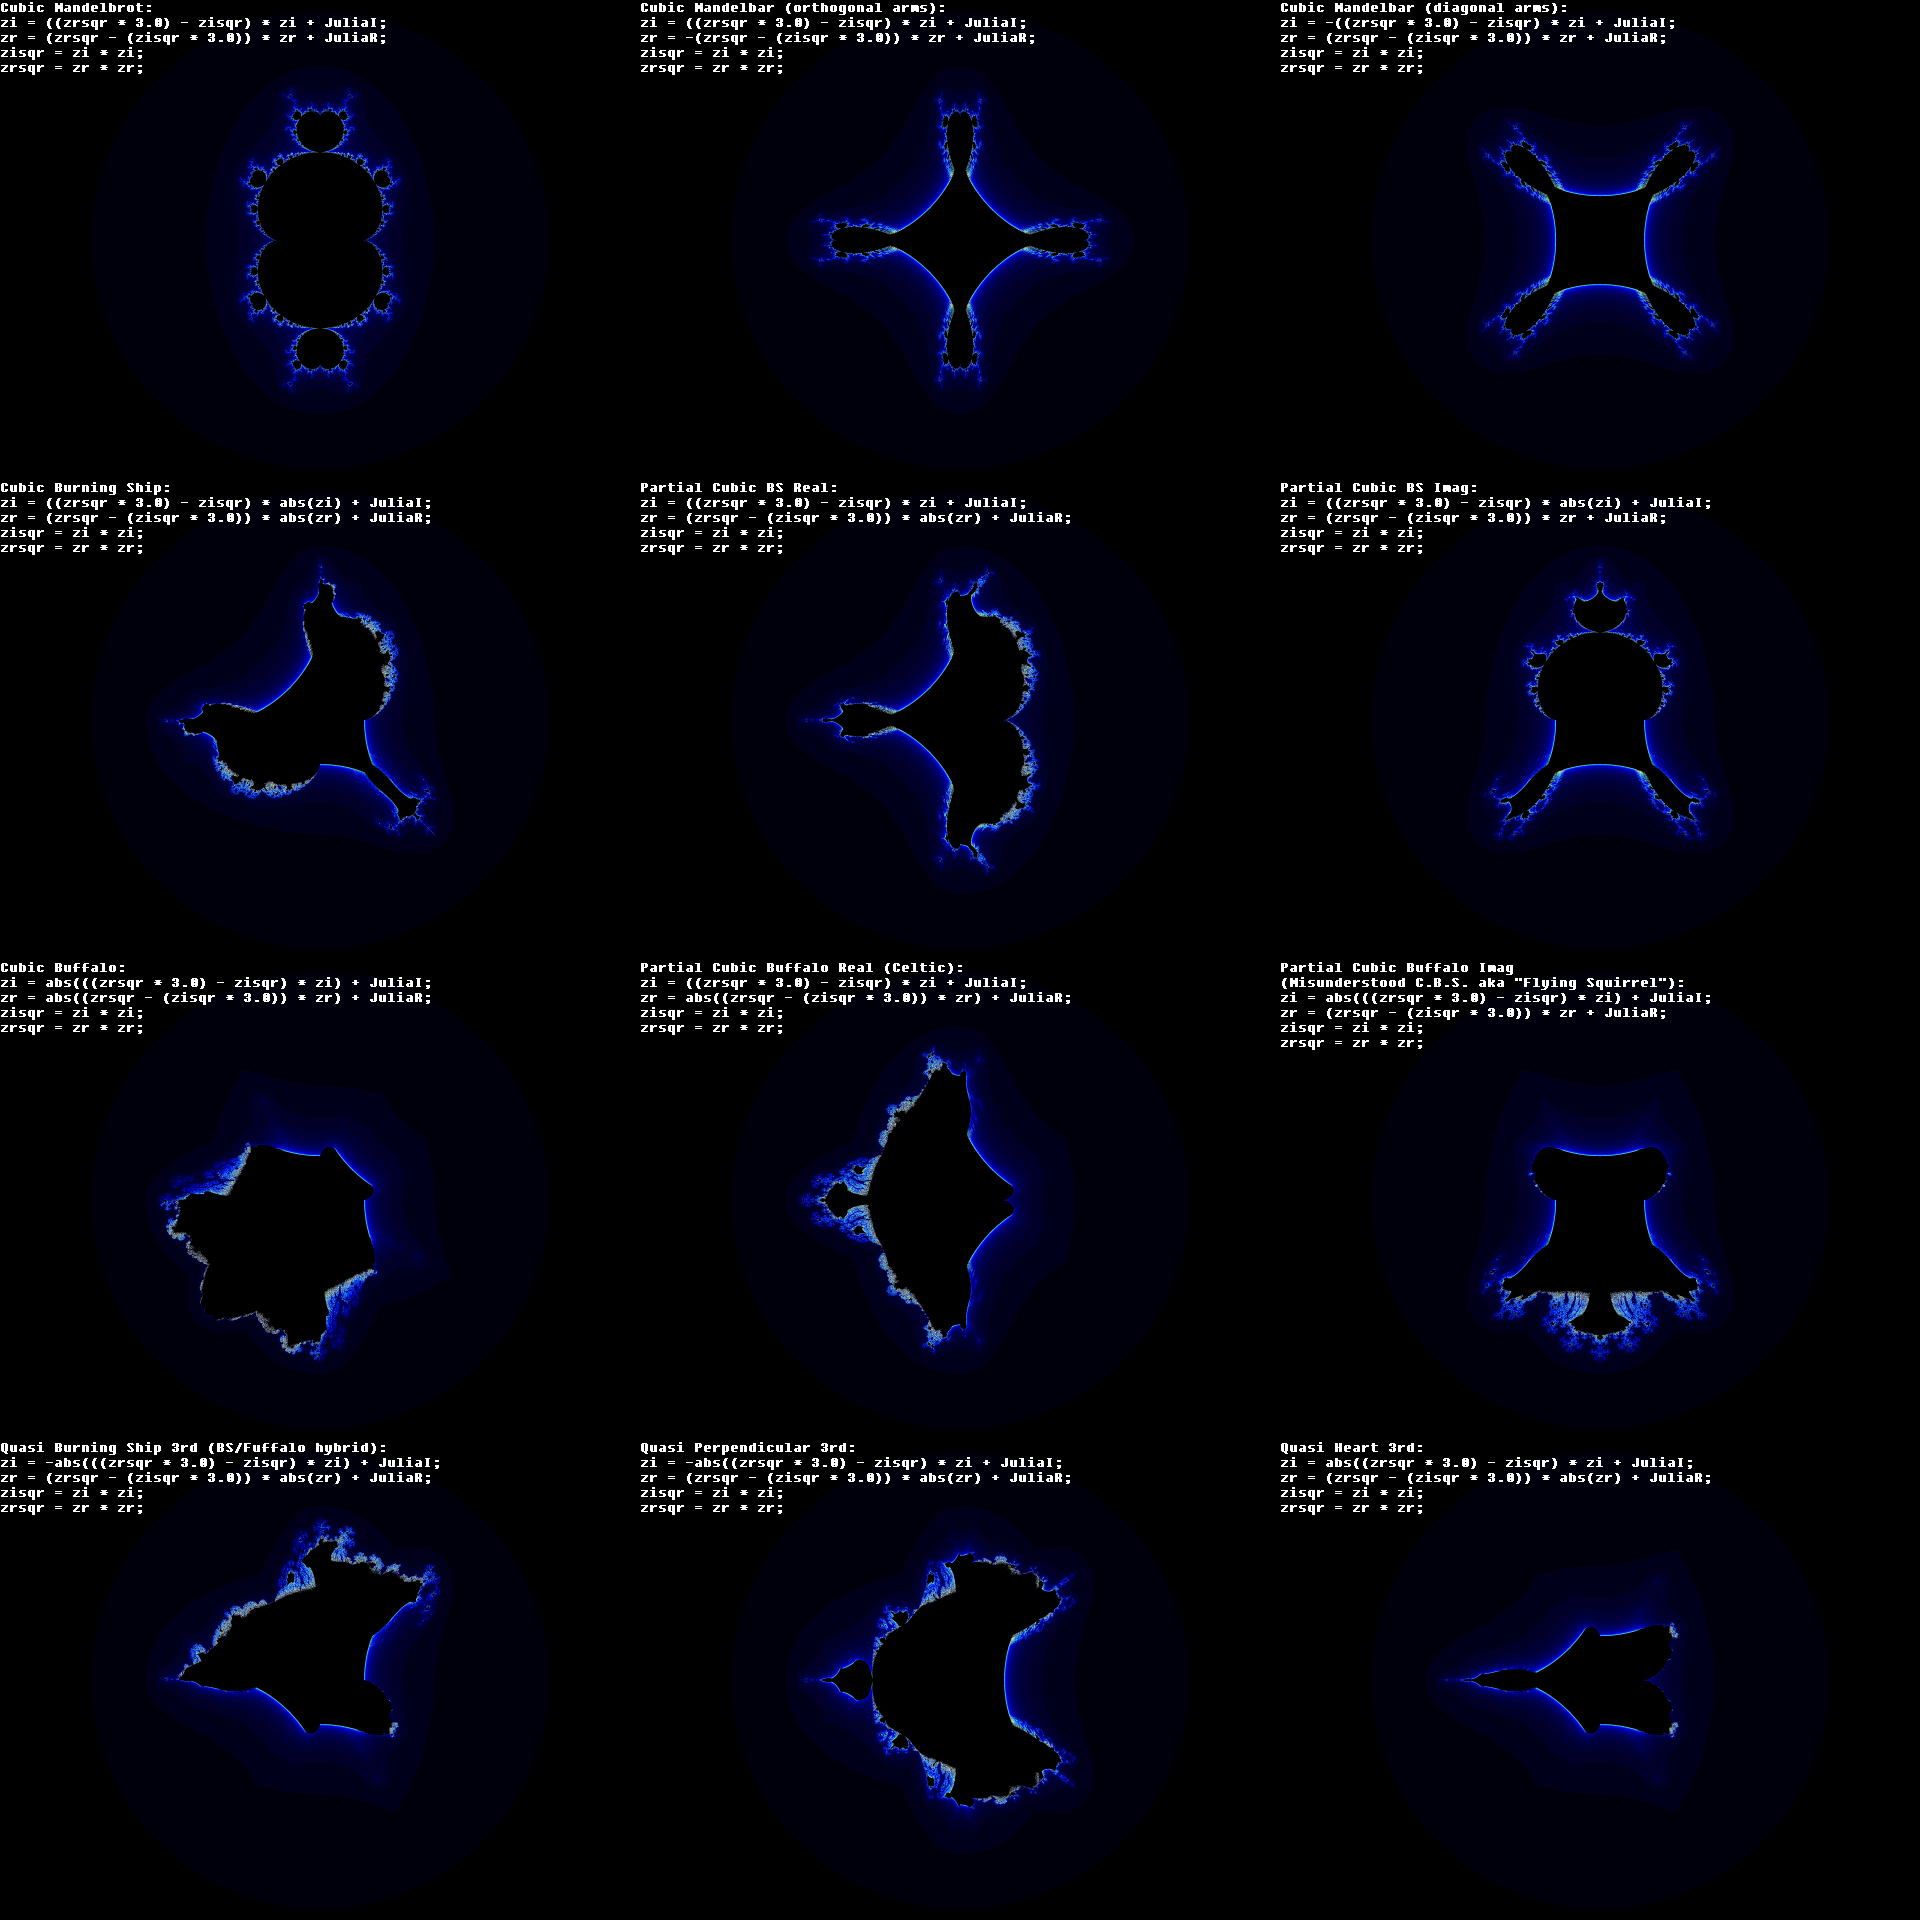 Cubic Mandelbrot:
zi = ((zrsqr * 3.0) - zisqr) * zi + JuliaI;
zr = (zrsqr - (zisqr * 3.0)) * zr + JuliaR;
zisqr = zi * zi;
zrsqr = zr * zr;
Cubic Mandelbar (orthogonal arms):
zi = ((zrsqr * 3.0) - zisqr) * zi + JuliaI;
zr = -(zrsqr - (zisqr * 3.0)) * zr + JuliaR;
zisqr = zi * zi;
zrsqr = zr * zr;
Cubic Mandelbar (diagonal arms):
zi = -((zrsqr * 3.0) - zisqr) * zi + JuliaI;
zr = (zrsqr - (zisqr * 3.0)) * zr + JuliaR;
zisqr = zi * zi;
zrsqr = zr * zr;
Cubic Burning Ship:
zi = ((zrsqr * 3.0) - zisqr) * abs(zi) + JuliaI;
zr = (zrsqr - (zisqr * 3.0)) * abs(zr) + JuliaR;
zisqr = zi * zi;
zrsqr = zr * zr;
Partial Cubic BS Real:
zi = ((zrsqr * 3.0) - zisqr) * zi + JuliaI;
zr = (zrsqr - (zisqr * 3.0)) * abs(zr) + JuliaR;
zisqr = zi * zi;
zrsqr = zr * zr;
Partial Cubic BS Imag:
zi = ((zrsqr * 3.0) - zisqr) * abs(zi) + JuliaI;
zr = (zrsqr - (zisqr * 3.0)) * zr + JuliaR;
zisqr = zi * zi;
zrsqr = zr * zr;
Cubic Buffalo:
zi = abs(((zrsqr * 3.0) - zisqr) * zi) + JuliaI;
zr = abs((zrsqr - (zisqr * 3.0)) * zr) + JuliaR;
zisqr = zi * zi;
zrsqr = zr * zr;
Partial Cubic Buffalo Real (Celtic):
zi = ((zrsqr * 3.0) - zisqr) * zi + JuliaI;
zr = abs((zrsqr - (zisqr * 3.0)) * zr) + JuliaR;
zisqr = zi * zi;
zrsqr = zr * zr;
Partial Cubic Buffalo Imag
(Misunderstood C.B.S. aka "Flying Squirrel"):
zi = abs(((zrsqr * 3.0) - zisqr) * zi) + JuliaI;
zr = (zrsqr - (zisqr * 3.0)) * zr + JuliaR;
zisqr = zi * zi;
zrsqr = zr * zr;
Quasi Burning Ship 3rd (BS/Fuffalo hybrid):
zi = -abs(((zrsqr * 3.0) - zisqr) * zi) + JuliaI;
zr = (zrsqr - (zisqr * 3.0)) * abs(zr) + JuliaR;
zisqr = zi * zi;
zrsqr = zr * zr;
Quasi Perpendicular 3rd:
zi = -abs((zrsqr * 3.0) - zisqr) * zi + JuliaI;
zr = (zrsqr - (zisqr * 3.0)) * abs(zr) + JuliaR;
zisqr = zi * zi;
zrsqr = zr * zr;
Quasi Heart 3rd:
zi = abs((zrsqr * 3.0) - zisqr) * zi + JuliaI;
zr = (zrsqr - (zisqr * 3.0)) * abs(zr) + JuliaR;
zisqr = zi * zi;
zrsqr = zr * zr;